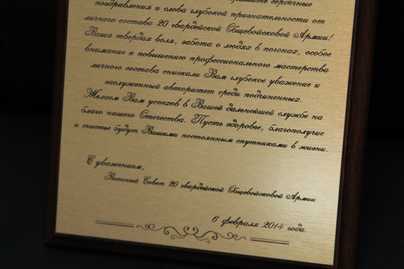 поздравления и слова глубокой признательности от
личного состава 20 гвардейской Общевойсковой Армии!
Ваша твердая воля, забота о людях в погонах, особое
внимание к повышению профессионального мастерства
личного состава снискали Вам глубокое уважение и
заслуженный авторитет среди подчиненных.
Желаем Вам успехов в Вашей дальнейшей службе на
благо нашего Отечества. Пусть здоровье, благополучие
и счастье будут Вашими постоянными спутниками в жизни.
С уважением,
Военный Совет 20 гвардейской Общевойсковой Армии
6 февраля 2014 года